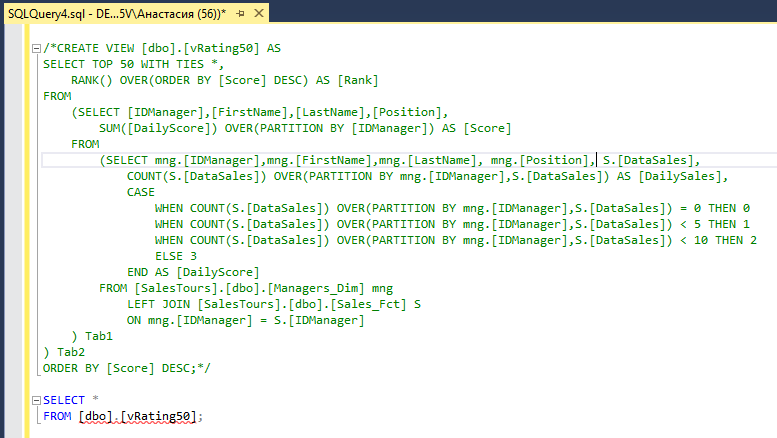 SQLQuery4.sql - DE...5V\Анастасия (56))*
/*CREATE VIEW [dbo].[vRating50] AS
SELECT TOP 50 WITH TIES *,
RANK() OVER(ORDER BY [Score] DESC) AS [Rank]
FROM
(SELECT [IDManager],[FirstName],[LastName],[Position],
SUM([DailyScore]) OVER(PARTITION BY [IDManager]) AS [Score]
FROM
(SELECT mng.[IDManager],mng.[FirstName],mng.[LastName], mng.[Position], S.[DataSales],
COUNT(S.[DataSales]) OVER(PARTITION BY mng.[IDManager],S.[DataSales]) AS [DailySales],
CASE
WHEN COUNT(S.[DataSales]) OVER(PARTITION BY mng.[IDManager],S.[DataSales]) = 0 THEN 0
WHEN COUNT(S.[DataSales]) OVER(PARTITION BY mng.[IDManager],S.[DataSales]) < 5 THEN 1
WHEN COUNT(S.[DataSales]) OVER(PARTITION BY mng.[IDManager],S.[DataSales]) < 10 THEN 2
ELSE 3
END AS [DailyScore]
FROM [SalesTours].[dbo].[Managers_Dim] mng
LEFT JOIN [SalesTours].[dbo].[Sales_Fct] S
ON mng.[IDManager] = S.[IDManager]
) Tab1
) Tab2
ORDER BY [Score] DESC;*/
SELECT *
FROM [dbo].[vRating50];